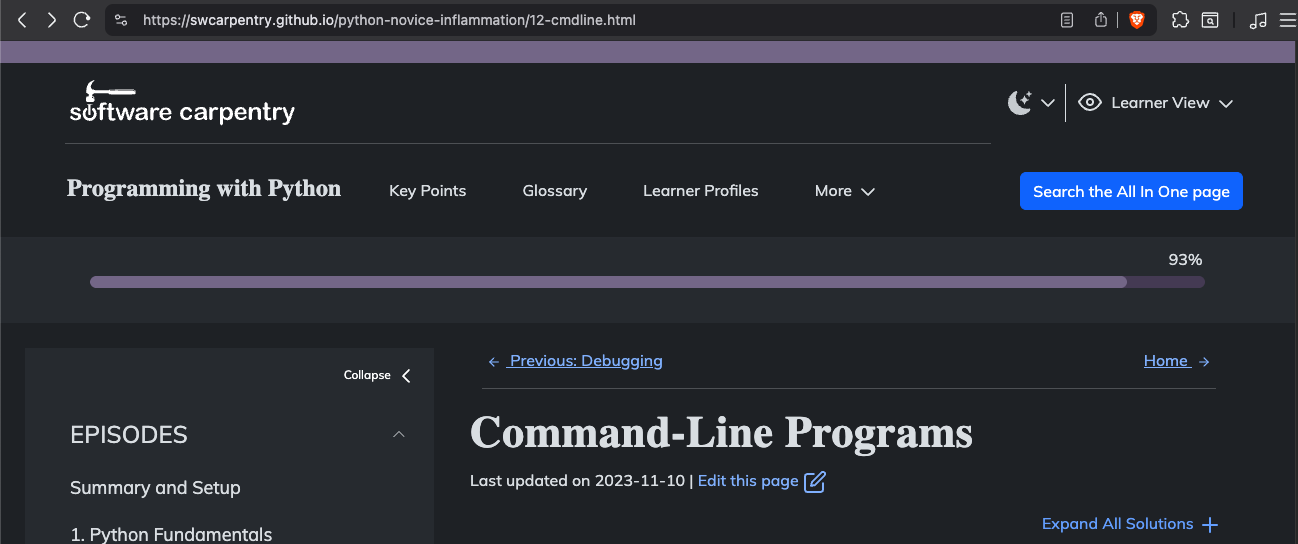 https://swcarpentry.github.io/python-novice-inflammation/12-cmdline.html
software carpentry
Learner View
Programming with Python
Key Points
Glossary
Learner Profiles
More
Search the All In One page
93%
Collapse
← Previous: Debugging
Home →
EPISODES
Command-Line Programs
Last updated on 2023-11-10 | Edit this page
Summary and Setup
Expand All Solutions +
1. Python Fundamentals